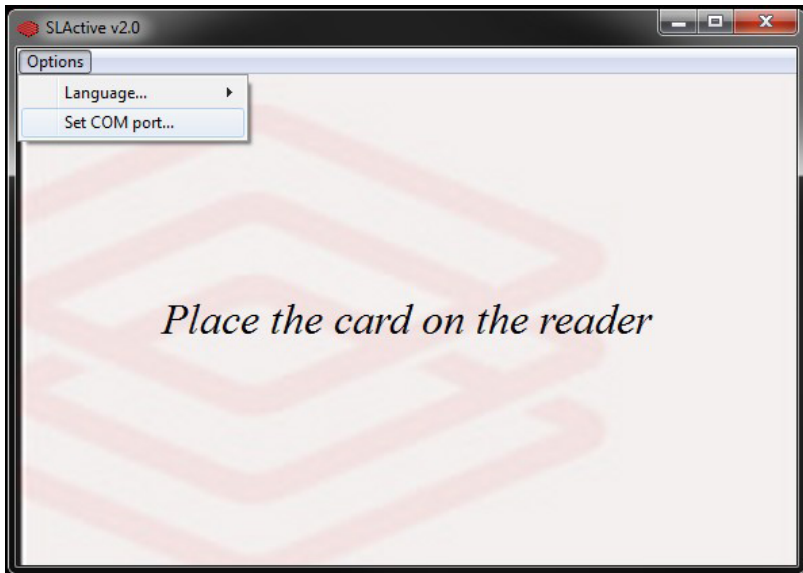 SLActive v2.0
Options
Language...
Set COM port...
Place the card on the reader